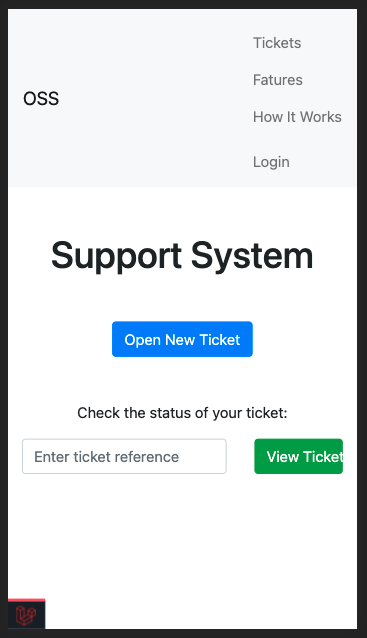 OSS
Tickets
Fatures
How It Works
Login
Support System
Open New Ticket
Check the status of your ticket:
Enter ticket reference
View Ticket